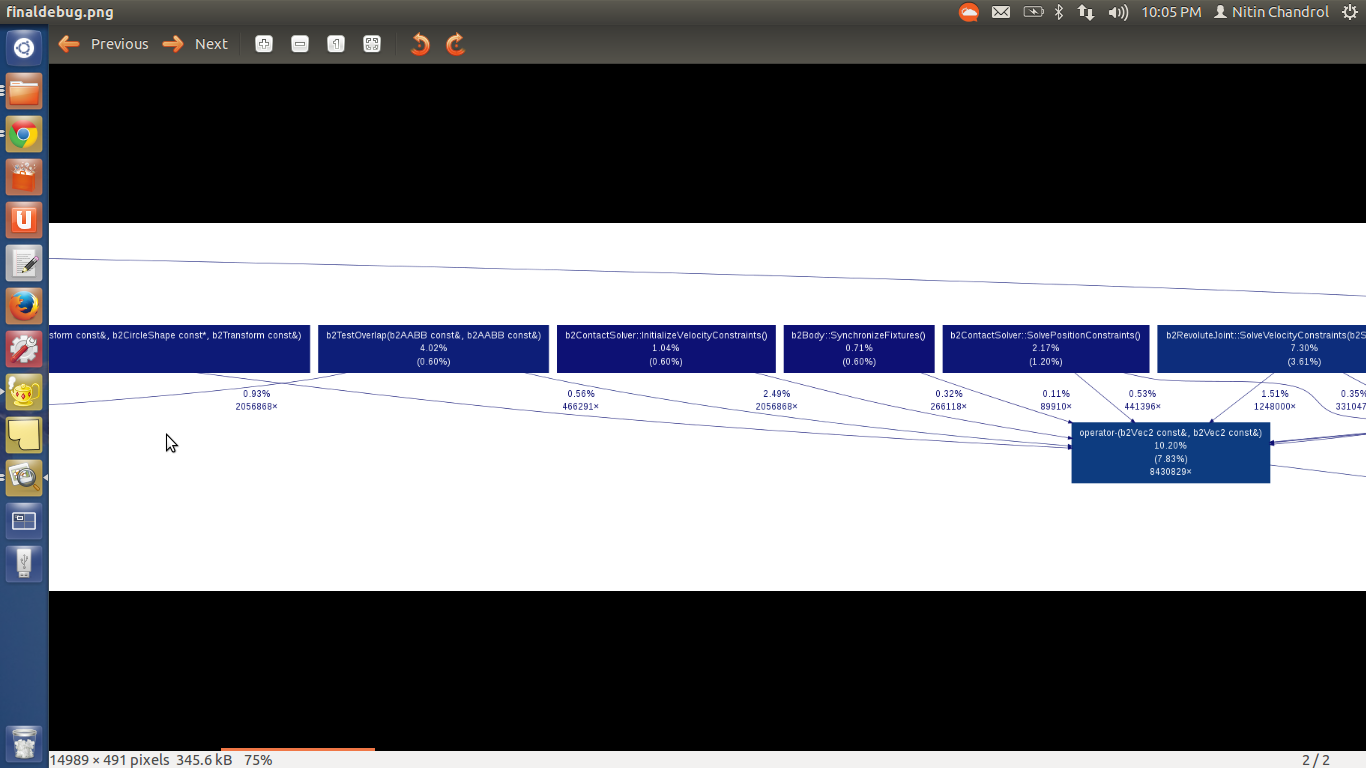 finaldebug.png
10:05 PM Nitin Chandrol
Previous Next
sform const&, b2CircleShape const*, b2Transform const&)
b2TestOverlap(b2AABB const&, b2AABB const&)
4.02%
(0.60%)
b2ContactSolver::InitializeVelocityConstraints()
1.04%
(0.60%)
b2Body::SynchronizeFixtures()
0.71%
(0.60%)
b2ContactSolver::SolvePositionConstraints()
2.17%
(1.20%)
b2RevoluteJoint::SolveVelocityConstraints(b2S
7.30%
(3.61%)
0.93%
2056868×
0.56%
466291×
2.49%
2056868×
0.32%
266118×
0.11%
89910×
0.53%
441396×
1.51%
1248000×
0.35%
331047
operator-(b2Vec2 const&, b2Vec2 const&)
10.20%
(7.83%)
8430829×
14989 × 491 pixels 345.6 kB 75%
2 / 2